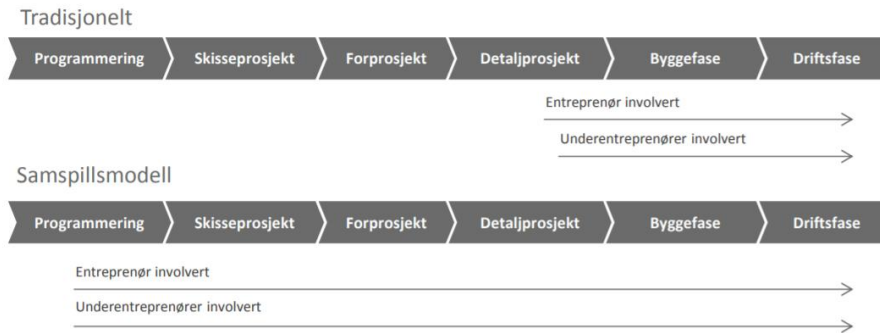 Tradisjonelt
Programmering Skisseprosjekt Forprosjekt Detaljprosjekt Byggefase Driftsfase
Entreprenør involvert
Underentreprenører involvert
Samspillsmodell
Programmering Skisseprosjekt Forprosjekt Detaljprosjekt Byggefase Driftsfase
Entreprenør involvert
Underentreprenører involvert